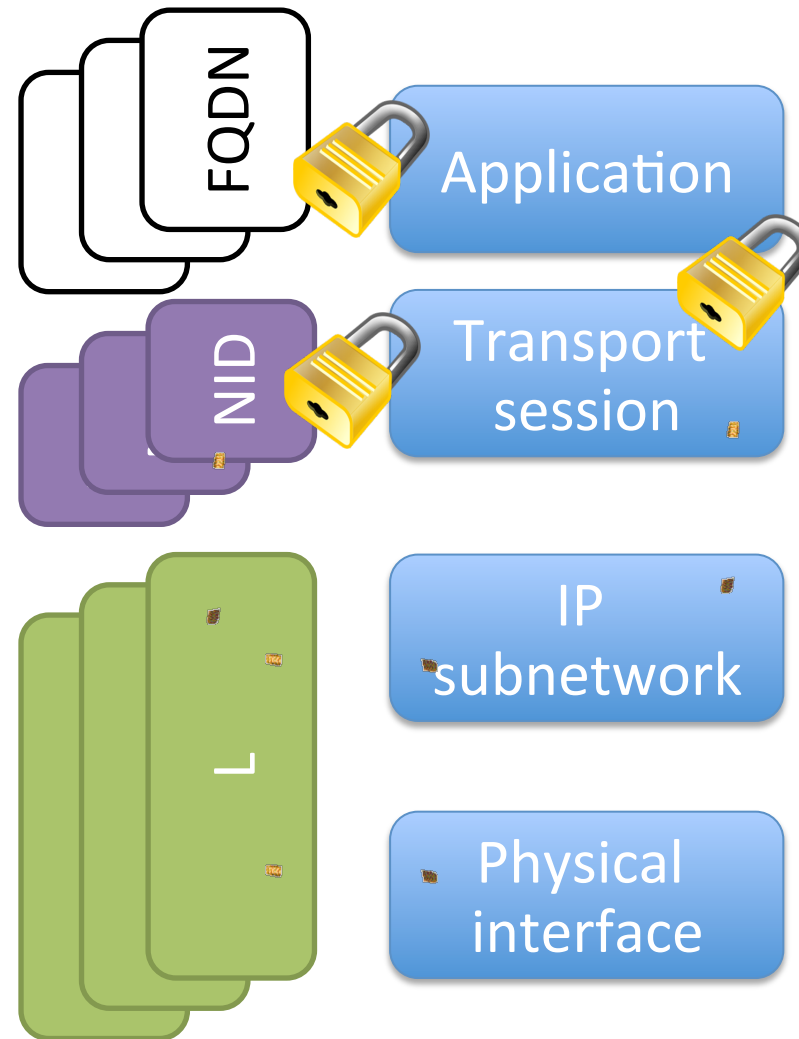 FQDN
Application
NID
Transport
session
L
IP
subnetwork
Physical
interface